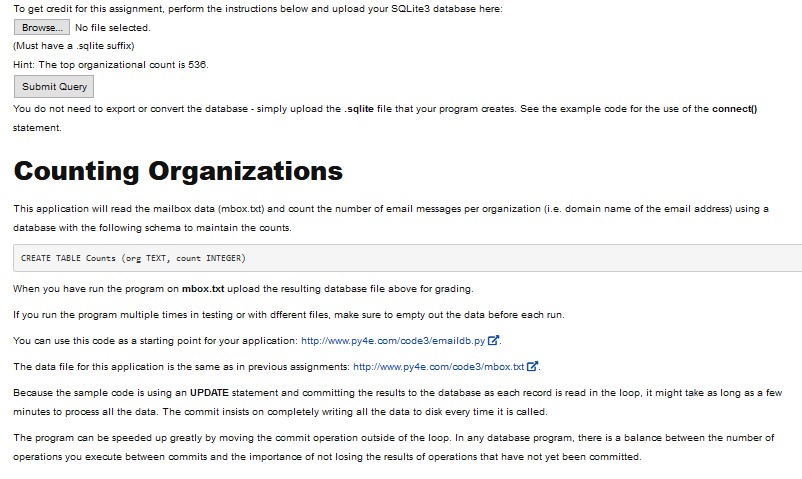 To get credit for this assignment, perform the instructions below and upload your SQLite3 database here:
Browse... No file selected.
(Must have a .sqlite suffix)
Hint: The top organizational count is 536.
Submit Query
You do not need to export or convert the database - simply upload the .sqlite file that your program creates. See the example code for the use of the connect()
statement.
Counting Organizations
This application will read the mailbox data (mbox.txt) and count the number of email messages per organization (i.e. domain name of the email address) using a
database with the following schema to maintain the counts.
CREATE TABLE Counts (org TEXT, count INTEGER)
When you have run the program on mbox.txt upload the resulting database file above for grading.
If you run the program multiple times in testing or with dfferent files, make sure to empty out the data before each run.
You can use this code as a starting point for your application: http://www.py4e.com/code3/emaildb.py.
The data file for this application is the same as in previous assignments: http://www.py4e.com/code3/mbox.txt.
Because the sample code is using an UPDATE statement and committing the results to the database as each record is read in the loop, it might take as long as a few
minutes to process all the data. The commit insists on completely writing all the data to disk every time it is called.
The program can be speeded up greatly by moving the commit operation outside of the loop. In any database program, there is a balance between the number of
operations you execute between commits and the importance of not losing the results of operations that have not yet been committed.